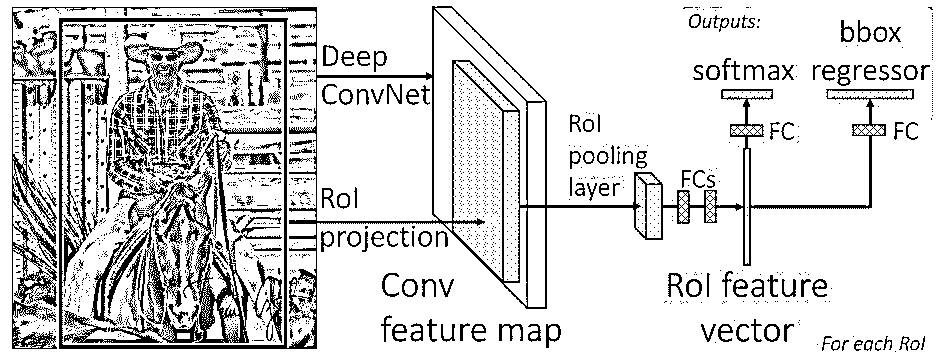 Deep
ConvNet
RoI
projection
Conv
feature map
RoI
pooling
layer
FCs
Outputs:
softmax
bbox
regressor
FC
FC
RoI feature
vector
For each RoI